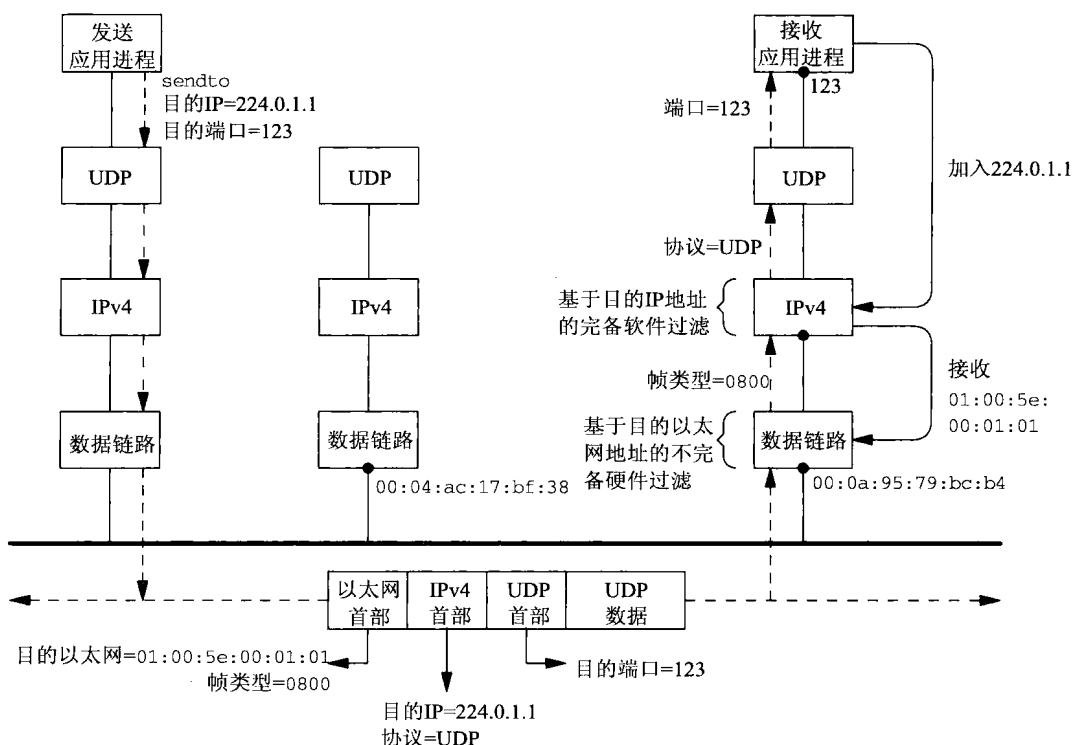 发送
应用进程
sendto
目的IP=224.0.1.1
目的端口=123
UDP
IPv4
数据链路
UDP
IPv4
数据链路
00:04:ac:17:bf:38
接收
应用进程
123
端口=123
加入224.0.1.1
UDP
协议=UDP
基于目的IP地址
的完备软件过滤
IPv4
帧类型=0800
接收
01:00:5e:
00:01:01
基于目的以太
网地址的不完
备硬件过滤
数据链路
00:0a:95:79:bc:b4
以太网
首部
IPv4
首部
UDP
首部
UDP
数据
目的以太网=01:00:5e:00:01:01
帧类型=0800
目的端口=123
目的IP=224.0.1.1
协议=UDP